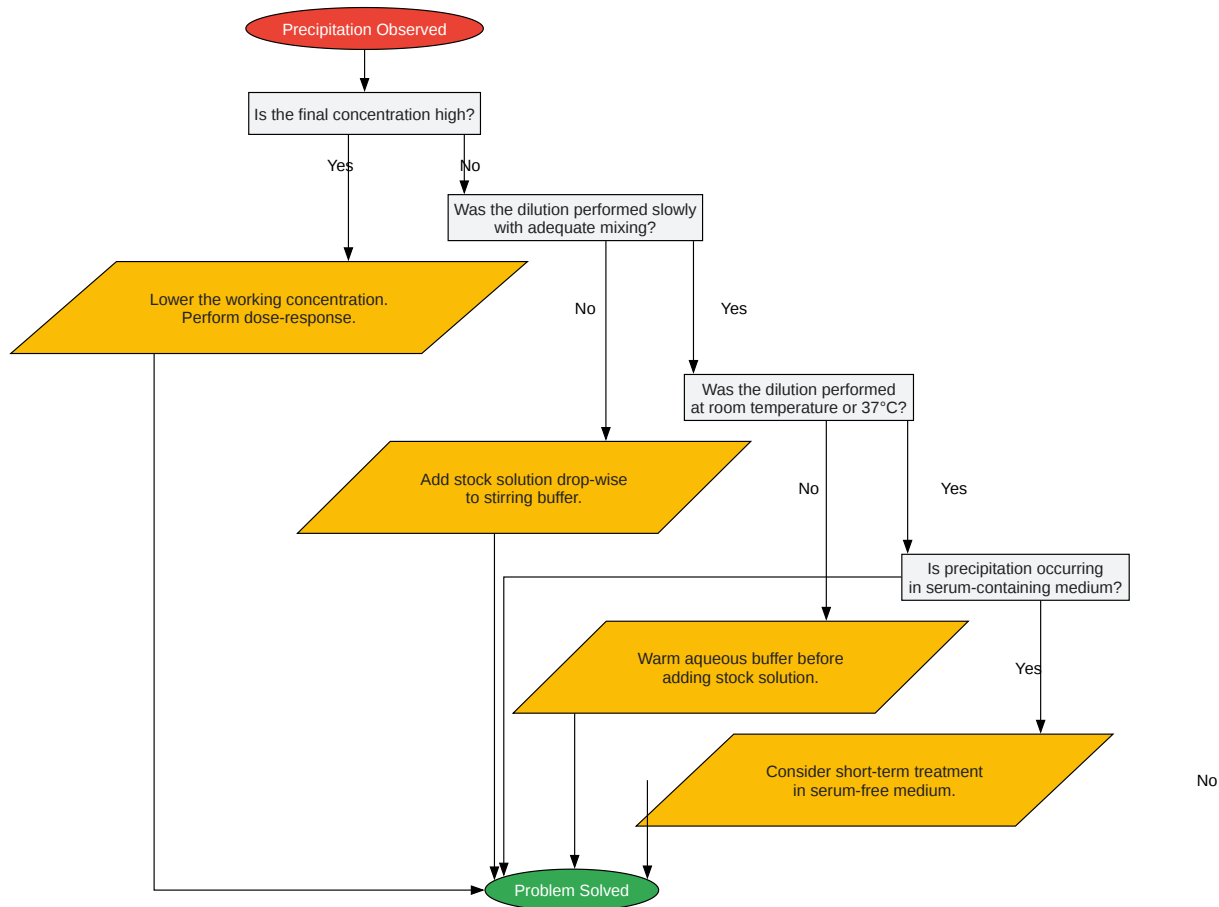 Precipitation Observed
Is the final concentration high?
Yes
No
Was the dilution performed slowly
with adequate mixing?
Lower the working concentration.
Perform dose-response.
No
Yes
Was the dilution performed
at room temperature or 37°C?
Add stock solution drop-wise
to stirring buffer.
No
Yes
Is precipitation occurring
in serum-containing medium?
Warm aqueous buffer before
adding stock solution.
Yes
Consider short-term treatment
in serum-free medium.
No
Problem Solved